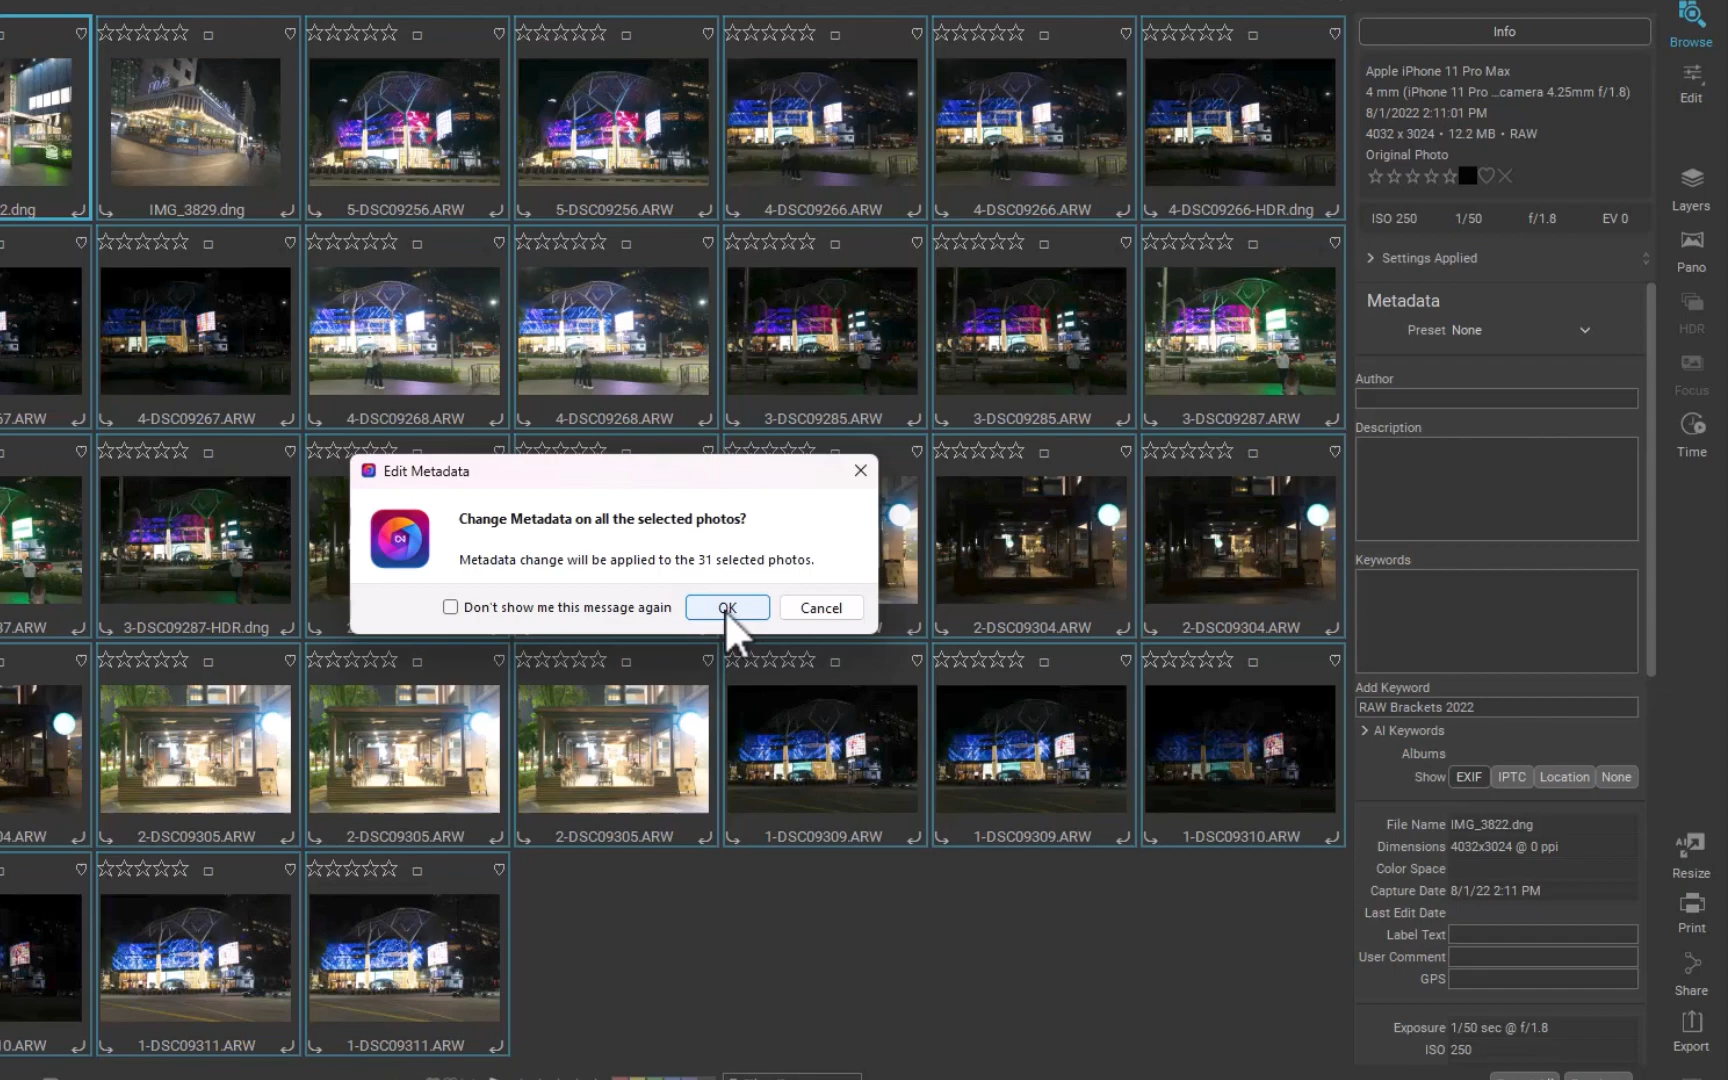 2.dng
IMG_3829.dng
5-DSC09256.ARW
5-DSC09256.ARW
4-DSC09266.ARW
4-DSC09266.ARW
4-DSC09266-HDR.dng
67.ARW
4-DSC09267.ARW
4-DSC09268.ARW
4-DSC09268.ARW
3-DSC09285.ARW
3-DSC09285.ARW
3-DSC09287.ARW
87.ARW
3-DSC09287-HDR.dng
2-DSC09304.ARW
2-DSC09304.ARW
Edit Metadata
Change Metadata on all the selected photos?
Metadata change will be applied to the 31 selected photos.
Don't show me this message again
OK
Cancel
04.ARW
2-DSC09305.ARW
2-DSC09305.ARW
2-DSC09305.ARW
1-DSC09309.ARW
1-DSC09309.ARW
1-DSC09310.ARW
10.ARW
1-DSC09311.ARW
1-DSC09311.ARW
Info
Apple iPhone 11 Pro Max
4 mm (iPhone 11 Pro ...camera 4.25mm f/1.8)
8/1/2022 2:11:01 PM
4032 x 3024 • 12.2 MB • RAW
Original Photo
ISO 250 1/50 f/1.8 EV 0
Settings Applied
Metadata
Preset None
Author
Description
Keywords
Add Keyword
RAW Brackets 2022
AI Keywords
Albums
Show EXIF IPTC Location None
File Name IMG_3822.dng
Dimensions 4032x3024 @ 0 ppi
Color Space
Capture Date 8/1/22 2:11 PM
Last Edit Date
Label Text
User Comment
GPS
Exposure 1/50 sec @ f/1.8
ISO 250
Browse
Edit
Layers
Pano
HDR
Focus
Time
Resize
Print
Share
Export